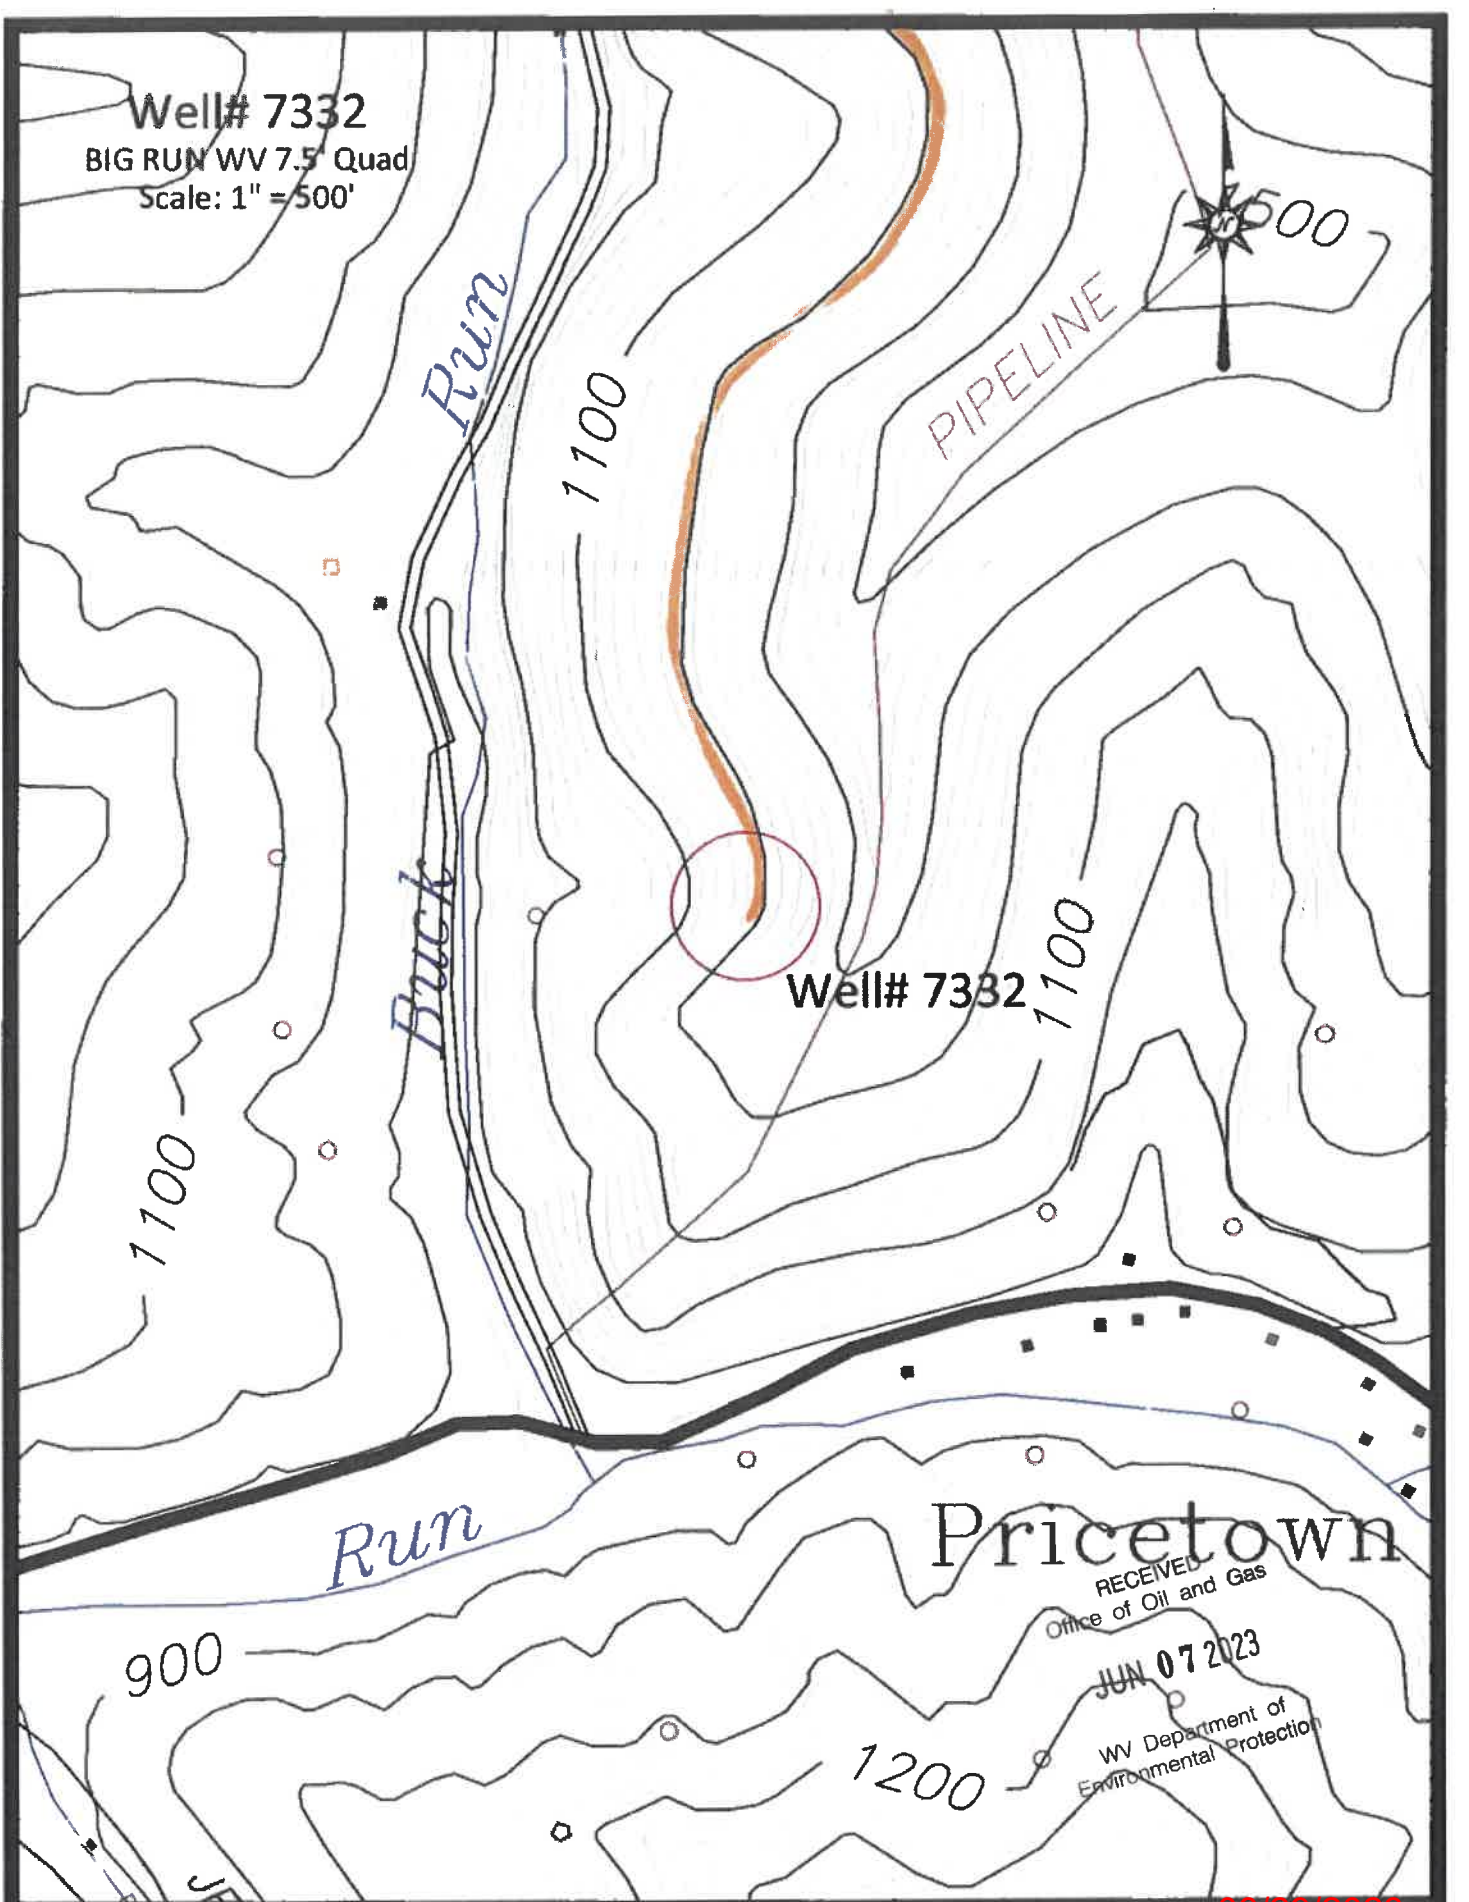 Well# 7332
BIG RUN WV 7.5' Quad
Scale: 1" = 500'
N
Run
PIPELINE
1100
Buck
Well# 7332
1100
1100
Run
Pricetown
RECEIVED
Office of Oil and Gas
JUN 07 2023
WV Department of
Environmental Protection
900
1200